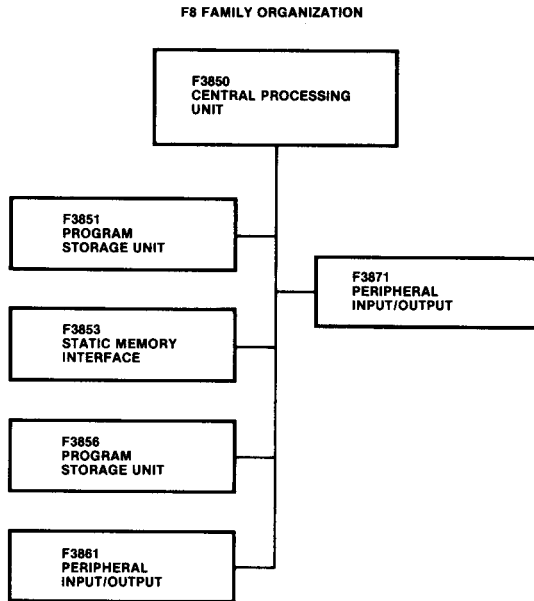 F8 FAMILY ORGANIZATION
F3850
CENTRAL PROCESSING
UNIT
F3851
PROGRAM
STORAGE UNIT
F3871
PERIPHERAL
INPUT/OUTPUT
F3853
STATIC MEMORY
INTERFACE
F3856
PROGRAM
STORAGE UNIT
F3861
PERIPHERAL
INPUT/OUTPUT